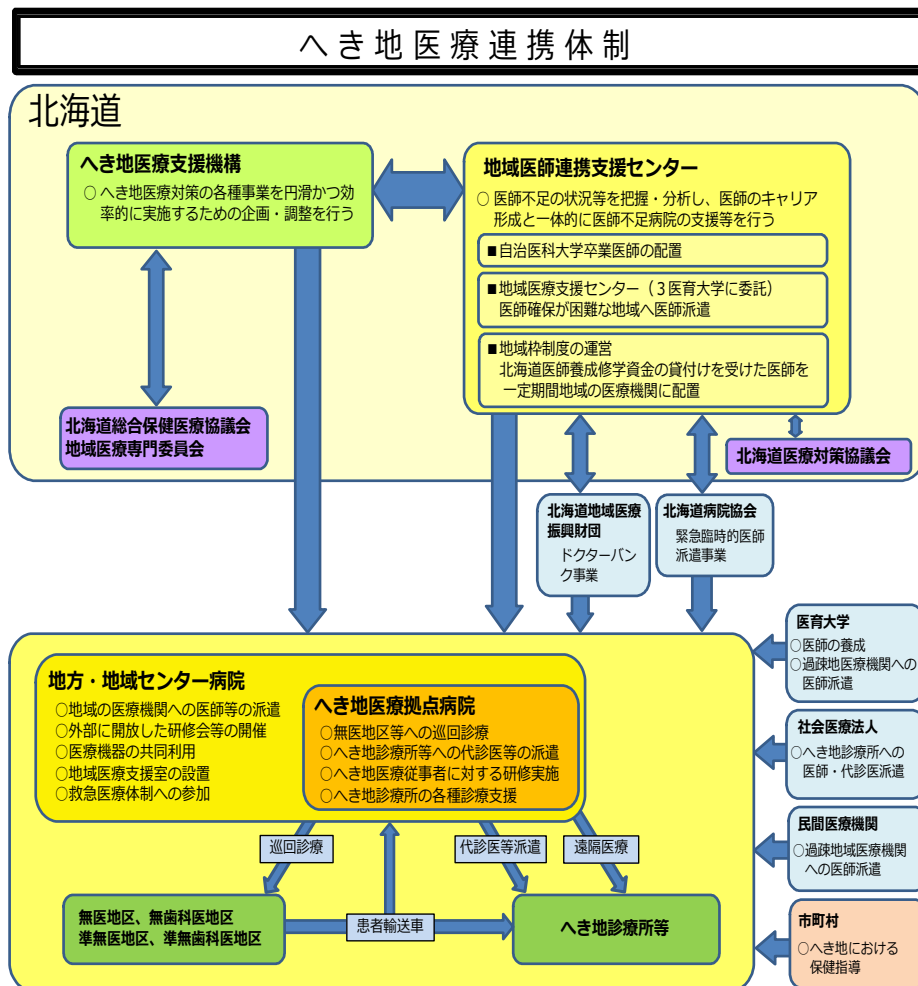 へき地医療連携体制
北海道
へき地医療支援機構
○ へき地医療対策の各種事業を円滑かつ効
率的に実施するための企画・調整を行う
地域医師連携支援センター
○ 医師不足の状況等を把握・分析し、医師のキャリア
形成と一体的に医師不足病院の支援等を行う
■自治医科大学卒業医師の配置
■地域医療支援センター（３医育大学に委託）
医師確保が困難な地域へ医師派遣
■地域枠制度の運営
北海道医師養成修学資金の貸付けを受けた医師を
一定期間地域の医療機関に配置
北海道総合保健医療協議会
地域医療専門委員会
北海道医療対策協議会
北海道地域医療
振興財団
ドクターバン
ク事業
北海道病院協会
緊急臨時的医師
派遣事業
医育大学
○医師の養成
○過疎地医療機関への
医師派遣
地方・地域センター病院
○地域の医療機関への医師等の派遣
○外部に開放した研修会等の開催
○医療機器の共同利用
○地域医療支援室の設置
○救急医療体制への参加
へき地医療拠点病院
○無医地区等への巡回診療
○へき地診療所等への代診医等の派遣
○へき地医療従事者に対する研修実施
○へき地診療所の各種診療支援
社会医療法人
○へき地診療所への
医師・代診医派遣
巡回診療
代診医等派遣
遠隔医療
民間医療機関
○過疎地域医療機関
への医師派遣
無医地区、無歯科医地区
準無医地区、準無歯科医地区
患者輸送車
へき地診療所等
市町村
○へき地における
保健指導